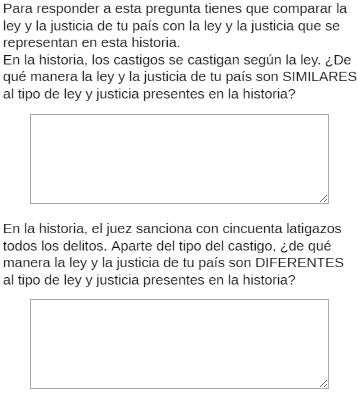 Para responder a esta pregunta tienes que comparar la
ley y la justicia de tu país con la ley y la justicia que se
representan en esta historia.
En la historia, los castigos se castigan según la ley. ¿De
qué manera la ley y la justicia de tu país son SIMILARES
al tipo de ley y justicia presentes en la historia?
En la historia, el juez sanciona con cincuenta latigazos
todos los delitos. Aparte del tipo del castigo, ¿de qué
manera la ley y la justicia de tu país son DIFERENTES
al tipo de ley y justicia presentes en la historia?